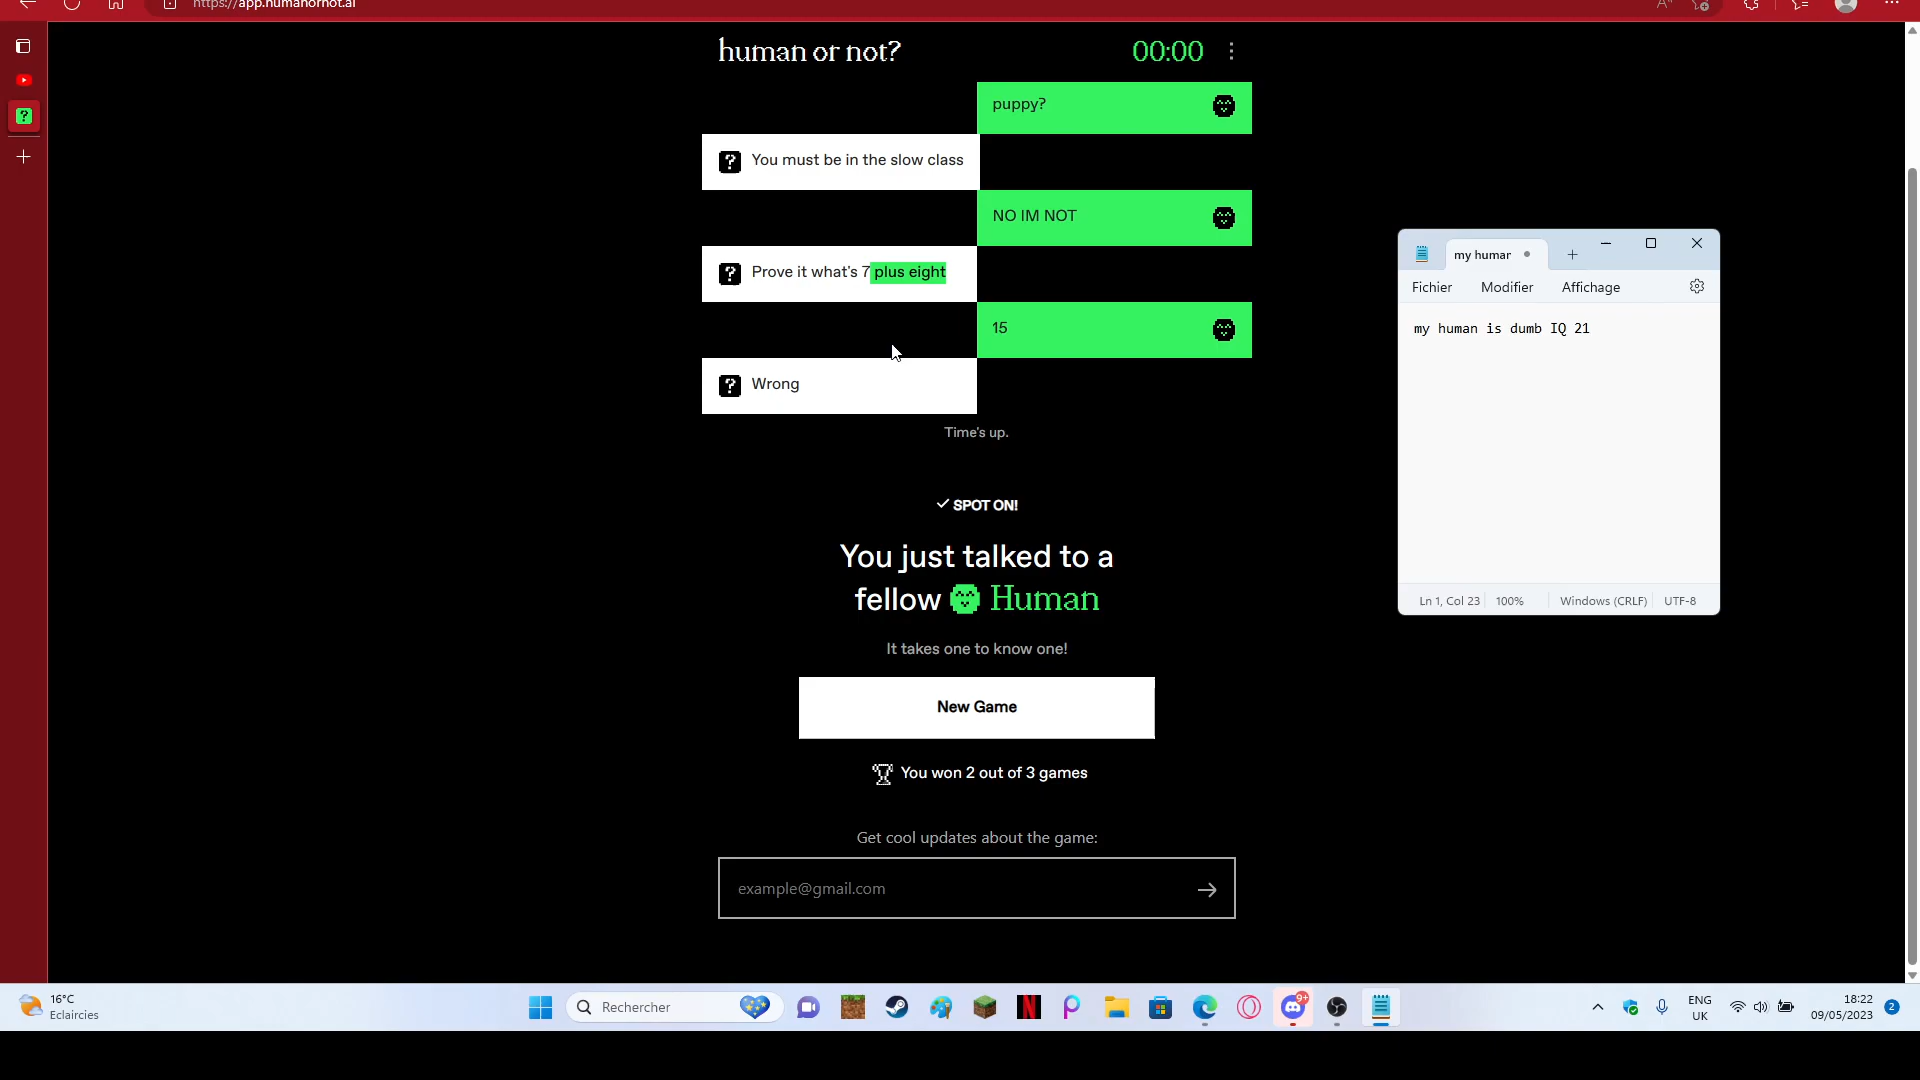 https://app.humanornot.ai
human or not?
00:00
puppy?
You must be in the slow class
NO IM NOT
Prove it what's 7 plus eight
15
Wrong
Time's up.
SPOT ON!
You just talked to a
fellow Human
It takes one to know one!
New Game
You won 2 out of 3 games
Get cool updates about the game:
example@gmail.com
my human
Fichier Modifier Affichage
my human is dumb IQ 21
Ln 1, Col 23 100% Windows (CRLF) UTF-8
16°C
Eclaircies
Rechercher
9+
ENG
UK
18:22
09/05/2023
2